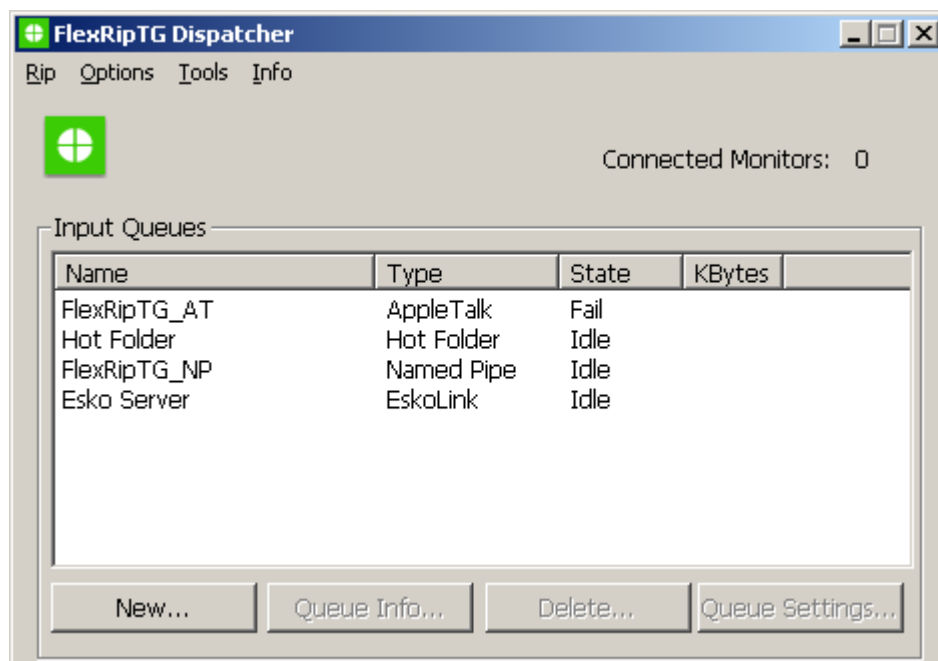 FlexRipTG Dispatcher
Rip Options Tools Info
Connected Monitors: 0
Input Queues
Name Type State KBytes
FlexRipTG_AT AppleTalk Fail
Hot Folder Hot Folder Idle
FlexRipTG_NP Named Pipe Idle
Esko Server EskoLink Idle
New... Queue Info... Delete... Queue Settings...